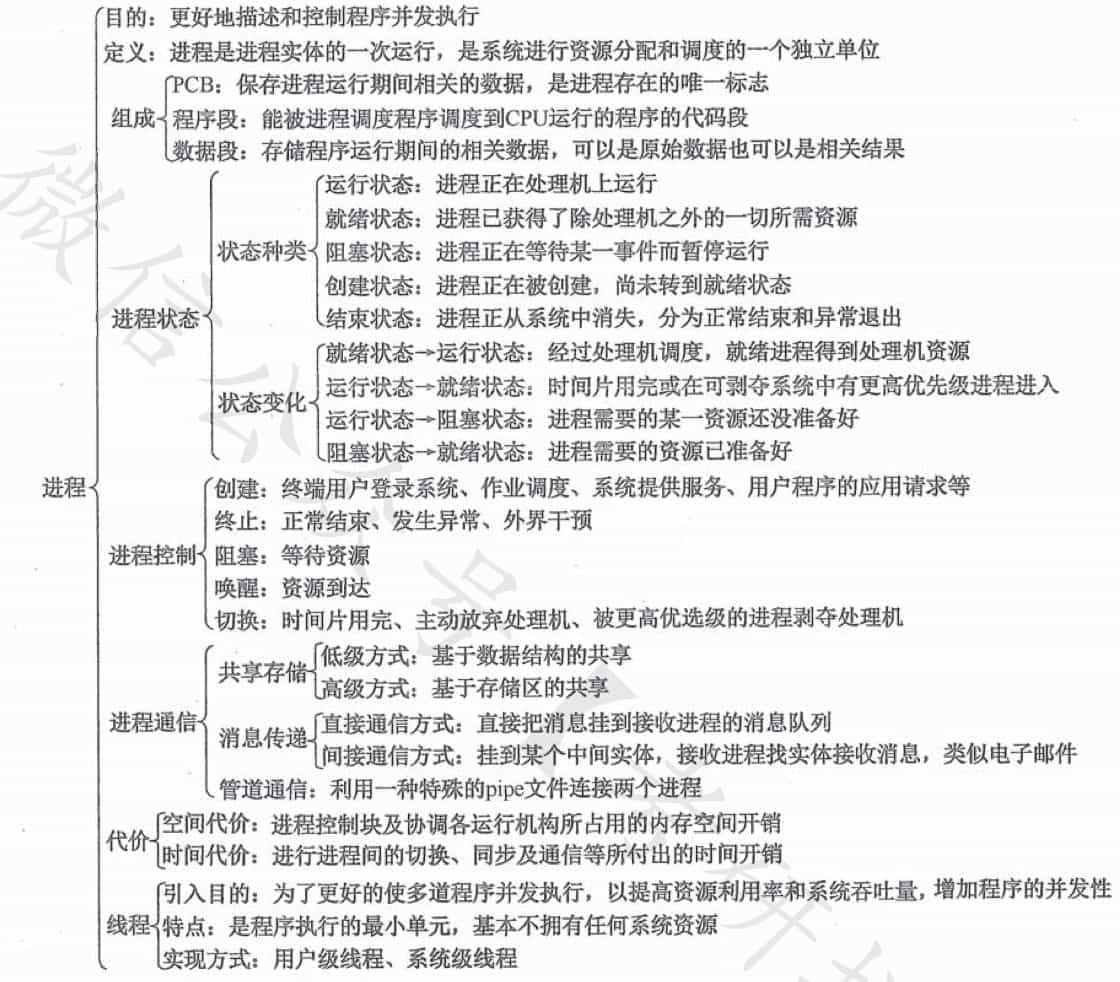 目的：更好地描述和控制程序并发执行
定义：进程是进程实体的一次运行，是系统进行资源分配和调度的一个独立单位
PCB：保存进程运行期间相关的数据，是进程存在的唯一标志
组成
程序段：能被进程调度程序调度到CPU运行的程序的代码段
数据段：存储程序运行期间的相关数据，可以是原始数据也可以是相关结果
运行状态：进程正在处理机上运行
就绪状态：进程已获得了除处理机之外的一切所需资源
状态种类
阻塞状态：进程正在等待某一事件而暂停运行
创建状态：进程正在被创建，尚未转到就绪状态
进程状态
结束状态：进程正从系统中消失，分为正常结束和异常退出
就绪状态→运行状态：经过处理机调度，就绪进程得到处理机资源
运行状态→就绪状态：时间片用完或在可剥夺系统中有更高优先级进程进入
状态变化
运行状态→阻塞状态：进程需要的某一资源还没准备好
阻塞状态→就绪状态：进程需要的资源已准备好
进程
创建：终端用户登录系统、作业调度、系统提供服务、用户程序的应用请求等
终止：正常结束、发生异常、外界干预
进程控制
阻塞：等待资源
唤醒：资源到达
切换：时间片用完、主动放弃处理机、被更高优选级的进程剥夺处理机
共享存储
低级方式：基于数据结构的共享
高级方式：基于存储区的共享
进程通信
消息传递
直接通信方式：直接把消息挂到接收进程的消息队列
间接通信方式：挂到某个中间实体，接收进程找实体接收消息，类似电子邮件
管道通信：利用一种特殊的pipe文件连接两个进程
代价
空间代价：进程控制块及协调各运行机构所占用的内存空间开销
时间代价：进行进程间的切换、同步及通信等所付出的时间开销
引入目的：为了更好的使多道程序并发执行，以提高资源利用率和系统吞吐量，增加程序的并发性
线程
特点：是程序执行的最小单元，基本不拥有任何系统资源
实现方式：用户级线程、系统级线程
微信公众号【考研